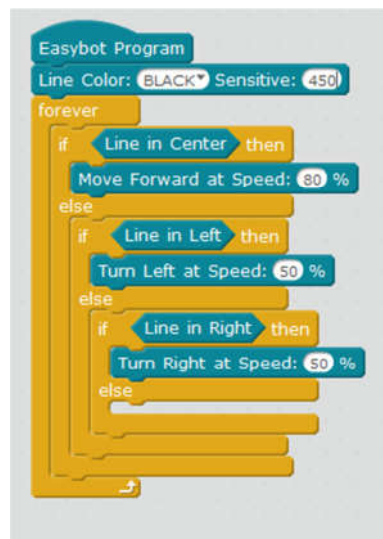 Easybot Program
Line Color: BLACK Sensitive: 450
forever
if Line in Center then
Move Forward at Speed: 80 %
else
if Line in Left then
Turn Left at Speed: 50 %
else
if Line in Right then
Turn Right at Speed: 50 %
else